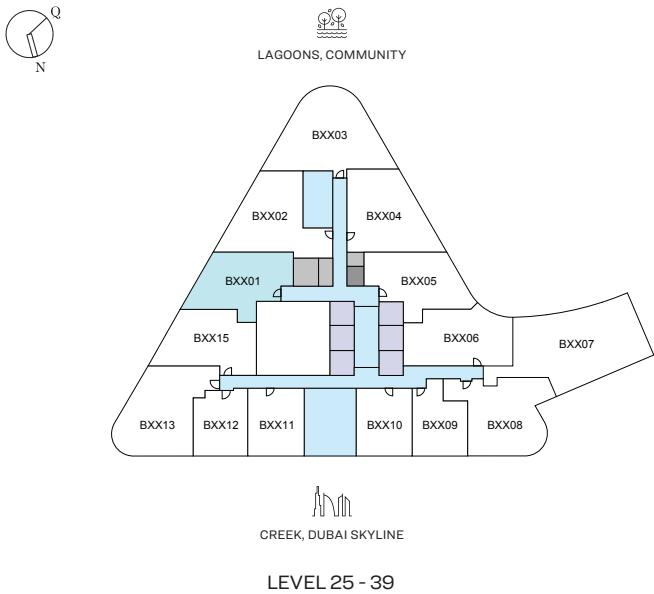 Q
N
LAGOONS, COMMUNITY
BXX03
BXX02
BXX04
BXX01
BXX05
BXX15
BXX06
BXX07
BXX13
BXX12
BXX11
BXX10
BXX09
BXX08
CREEK, DUBAI SKYLINE
LEVEL 25 - 39